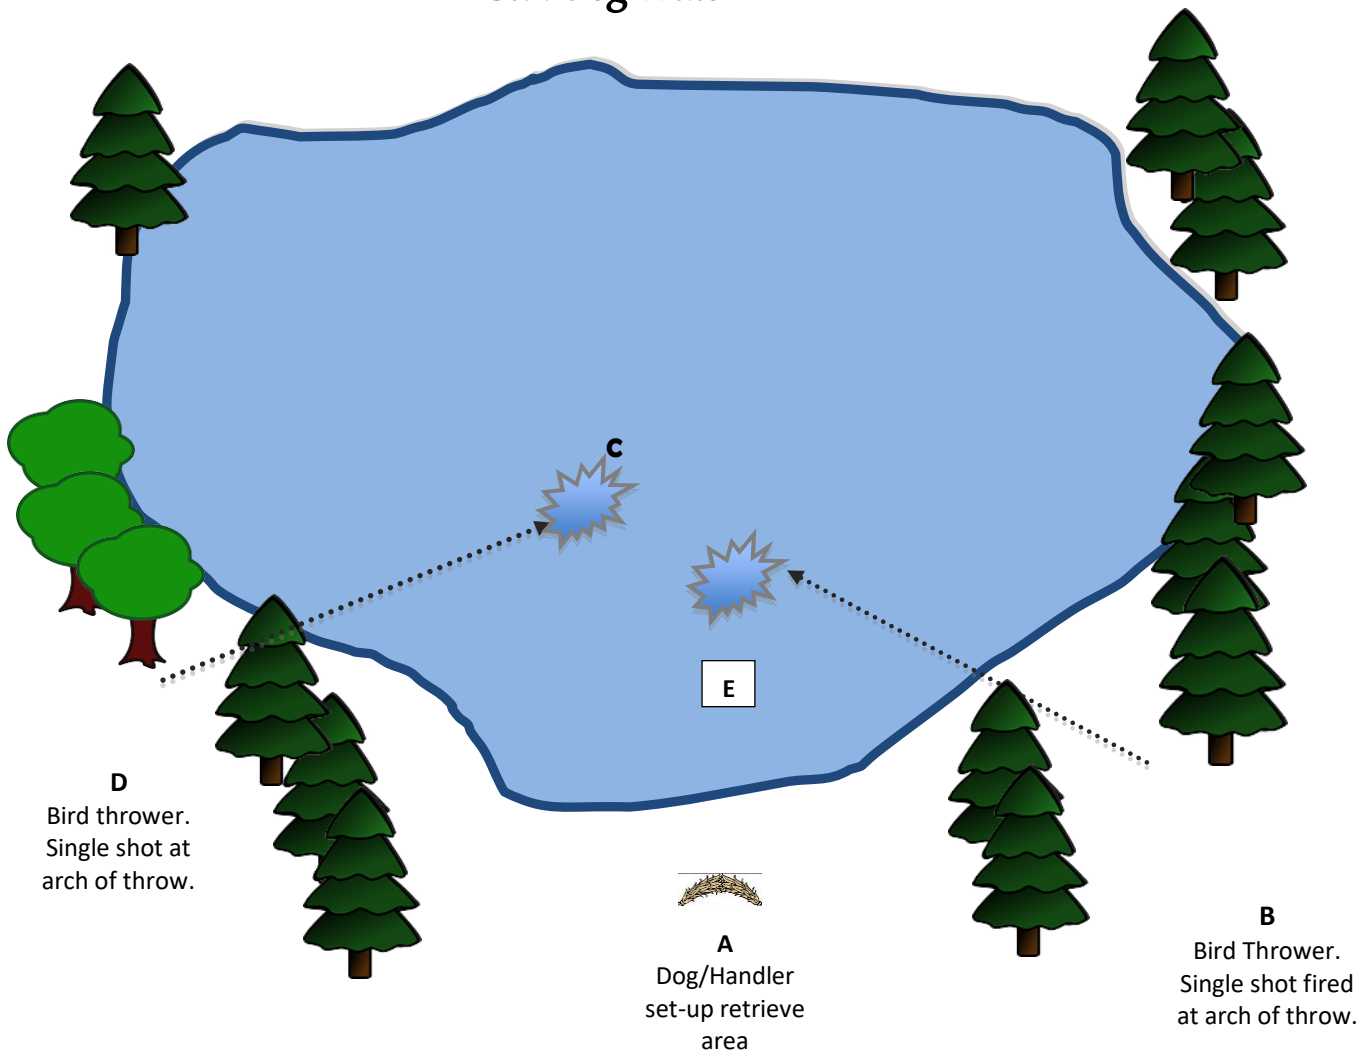 C
E
D
Bird thrower.
Single shot at
arch of throw.
A
Dog/Handler
set-up retrieve
area
B
Bird Thrower.
Single shot fired
at arch of throw.